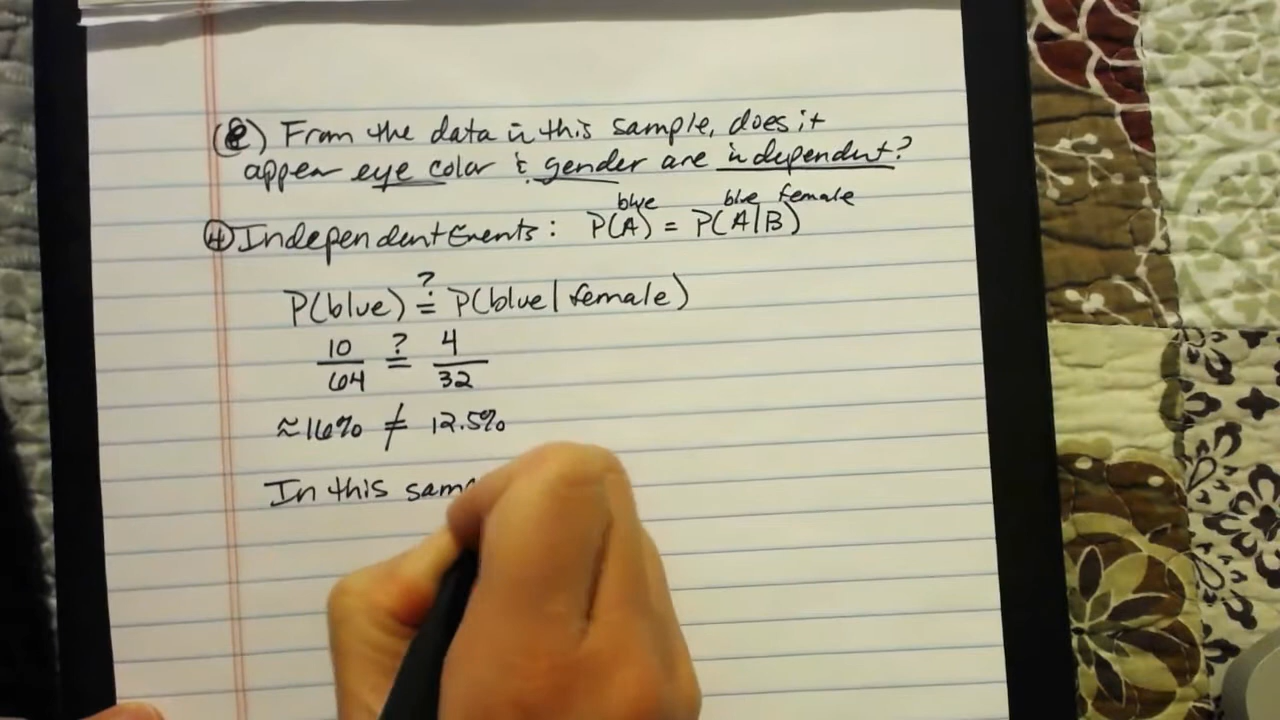 (e) From the data in this sample, does it
appear eye color & gender are independent?
blue blue female
④ Independent Events: P(A) = P(A|B)
P(blue) ≟ P(blue|female)
10/64 ≟ 4/32
≈16% ≠ 12.5%
In this sam